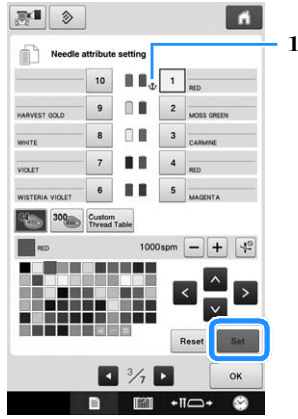 Needle attribute setting
1
10 1
RED
9 2
HARVEST GOLD MOSS GREEN
8 3
WHITE CARMINE
7 4
VIOLET RED
6 5
WISTERIA VIOLET MAGENTA
64 300 Custom
Thread Table
RED 1000spm - +
Reset Set
3/7 OK